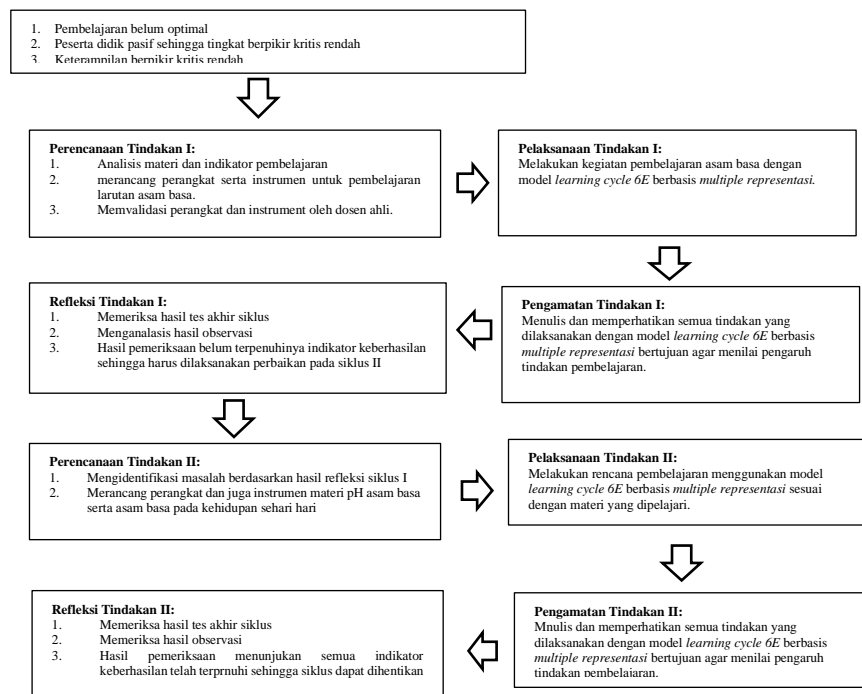 1. Pembelajaran belum optimal
2. Peserta didik pasif sehingga tingkat berpikir kritis rendah
3. Keterampilan berpikir kritis rendah
Perencanaan Tindakan I:
1. Analisis materi dan indikator pembelajaran
2. merancang perangkat serta instrumen untuk pembelajaran
larutan asam basa.
3. Memvalidasi perangkat dan instrument oleh dosen ahli.
Pelaksanaan Tindakan I:
Melakukan kegiatan pembelajaran asam basa dengan
model learning cycle 6E berbasis multiple representasi.
Refleksi Tindakan I:
1. Memeriksa hasil tes akhir siklus
2. Menganalasis hasil observasi
3. Hasil pemeriksaan belum terpenuhinya indikator keberhasilan
sehingga harus dilaksanakan perbaikan pada siklus II
Pengamatan Tindakan I:
Menulis dan memperhatikan semua tindakan yang
dilaksanakan dengan model learning cycle 6E berbasis
multiple representasi bertujuan agar menilai pengaruh
tindakan pembelajaran.
Perencanaan Tindakan II:
1. Mengidentifikasi masalah berdasarkan hasil refleksi siklus I
2. Merancang perangkat dan juga instrumen materi pH asam basa
serta asam basa pada kehidupan sehari hari
Pelaksanaan Tindakan II:
Melakukan rencana pembelajaran menggunakan model
learning cycle 6E berbasis multiple representasi sesuai
dengan materi yang dipelajari.
Refleksi Tindakan II:
1. Memeriksa hasil tes akhir siklus
2. Memeriksa hasil observasi
3. Hasil pemeriksaan menunjukan semua indikator
keberhasilan telah terprnuhi sehingga siklus dapat dihentikan
Pengamatan Tindakan II:
Mnulis dan memperhatikan semua tindakan yang
dilaksanakan dengan model learning cycle 6E berbasis
multiple representasi bertujuan agar menilai pengaruh
tindakan pembelajaran.